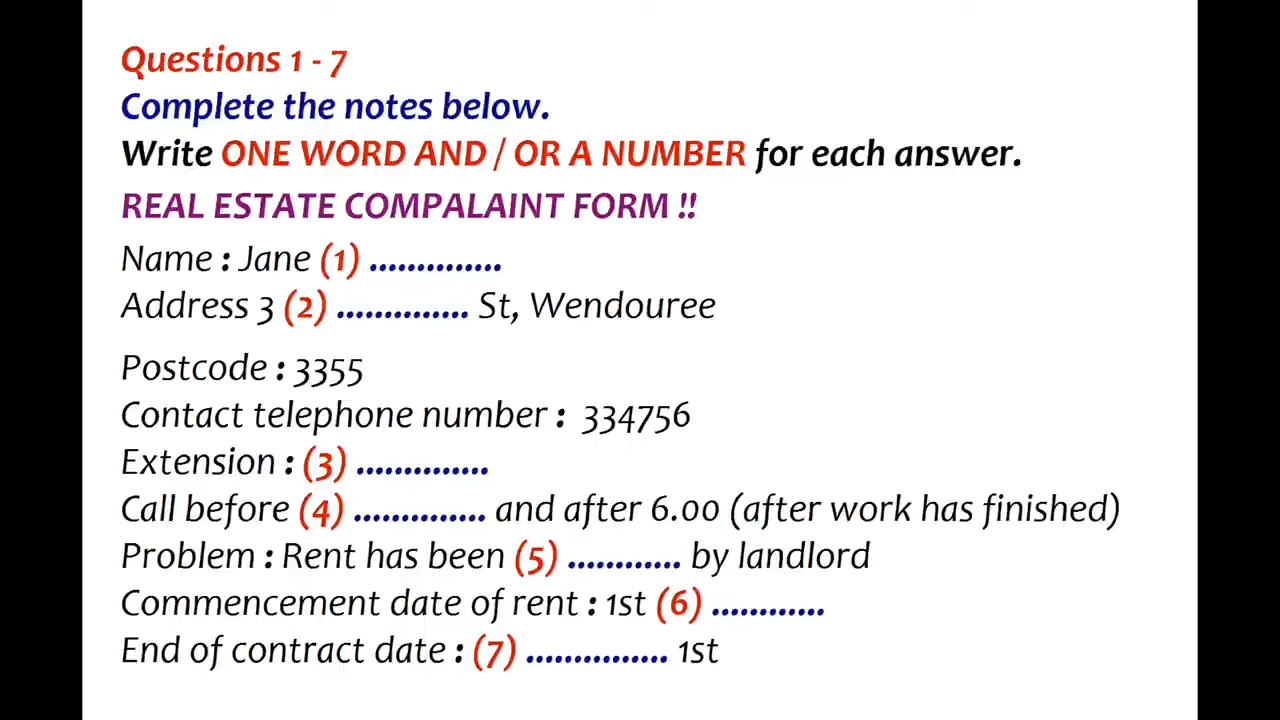 Questions 1 - 7
Complete the notes below.
Write ONE WORD AND / OR A NUMBER for each answer.
REAL ESTATE COMPALAINT FORM !!
Name : Jane (1) ..............
Address 3 (2) .............. St, Wendouree
Postcode : 3355
Contact telephone number : 334756
Extension : (3) ..............
Call before (4) .............. and after 6.00 (after work has finished)
Problem : Rent has been (5) ............ by landlord
Commencement date of rent : 1st (6) ............
End of contract date : (7) ............... 1st